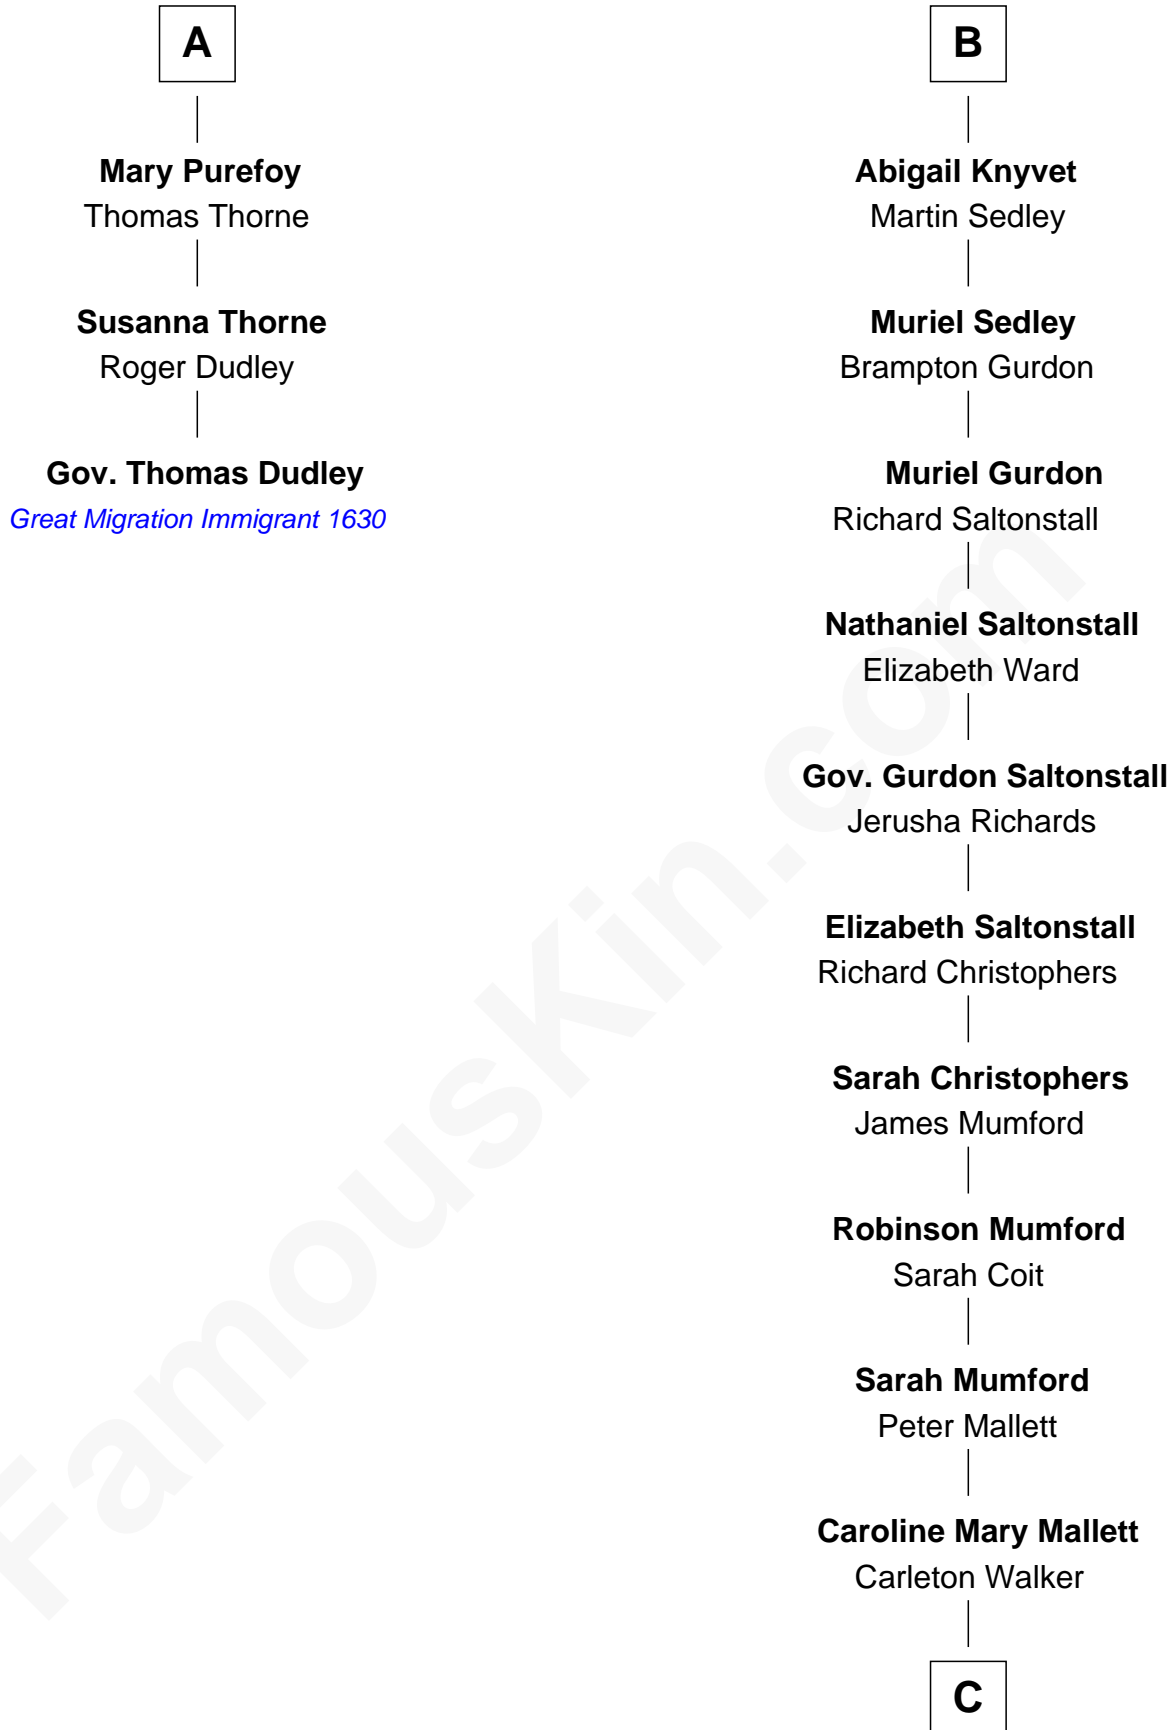 A
Mary Purefoy
Thomas Thorne
Susanna Thorne
Roger Dudley
Gov. Thomas Dudley
Great Migration Immigrant 1630
B
Abigail Knyvet
Martin Sedley
Muriel Sedley
Brampton Gurdon
Muriel Gurdon
Richard Saltonstall
Nathaniel Saltonstall
Elizabeth Ward
Gov. Gurdon Saltonstall
Jerusha Richards
Elizabeth Saltonstall
Richard Christophers
Sarah Christophers
James Mumford
Robinson Mumford
Sarah Coit
Sarah Mumford
Peter Mallett
Caroline Mary Mallett
Carleton Walker
C
FamousKin.com